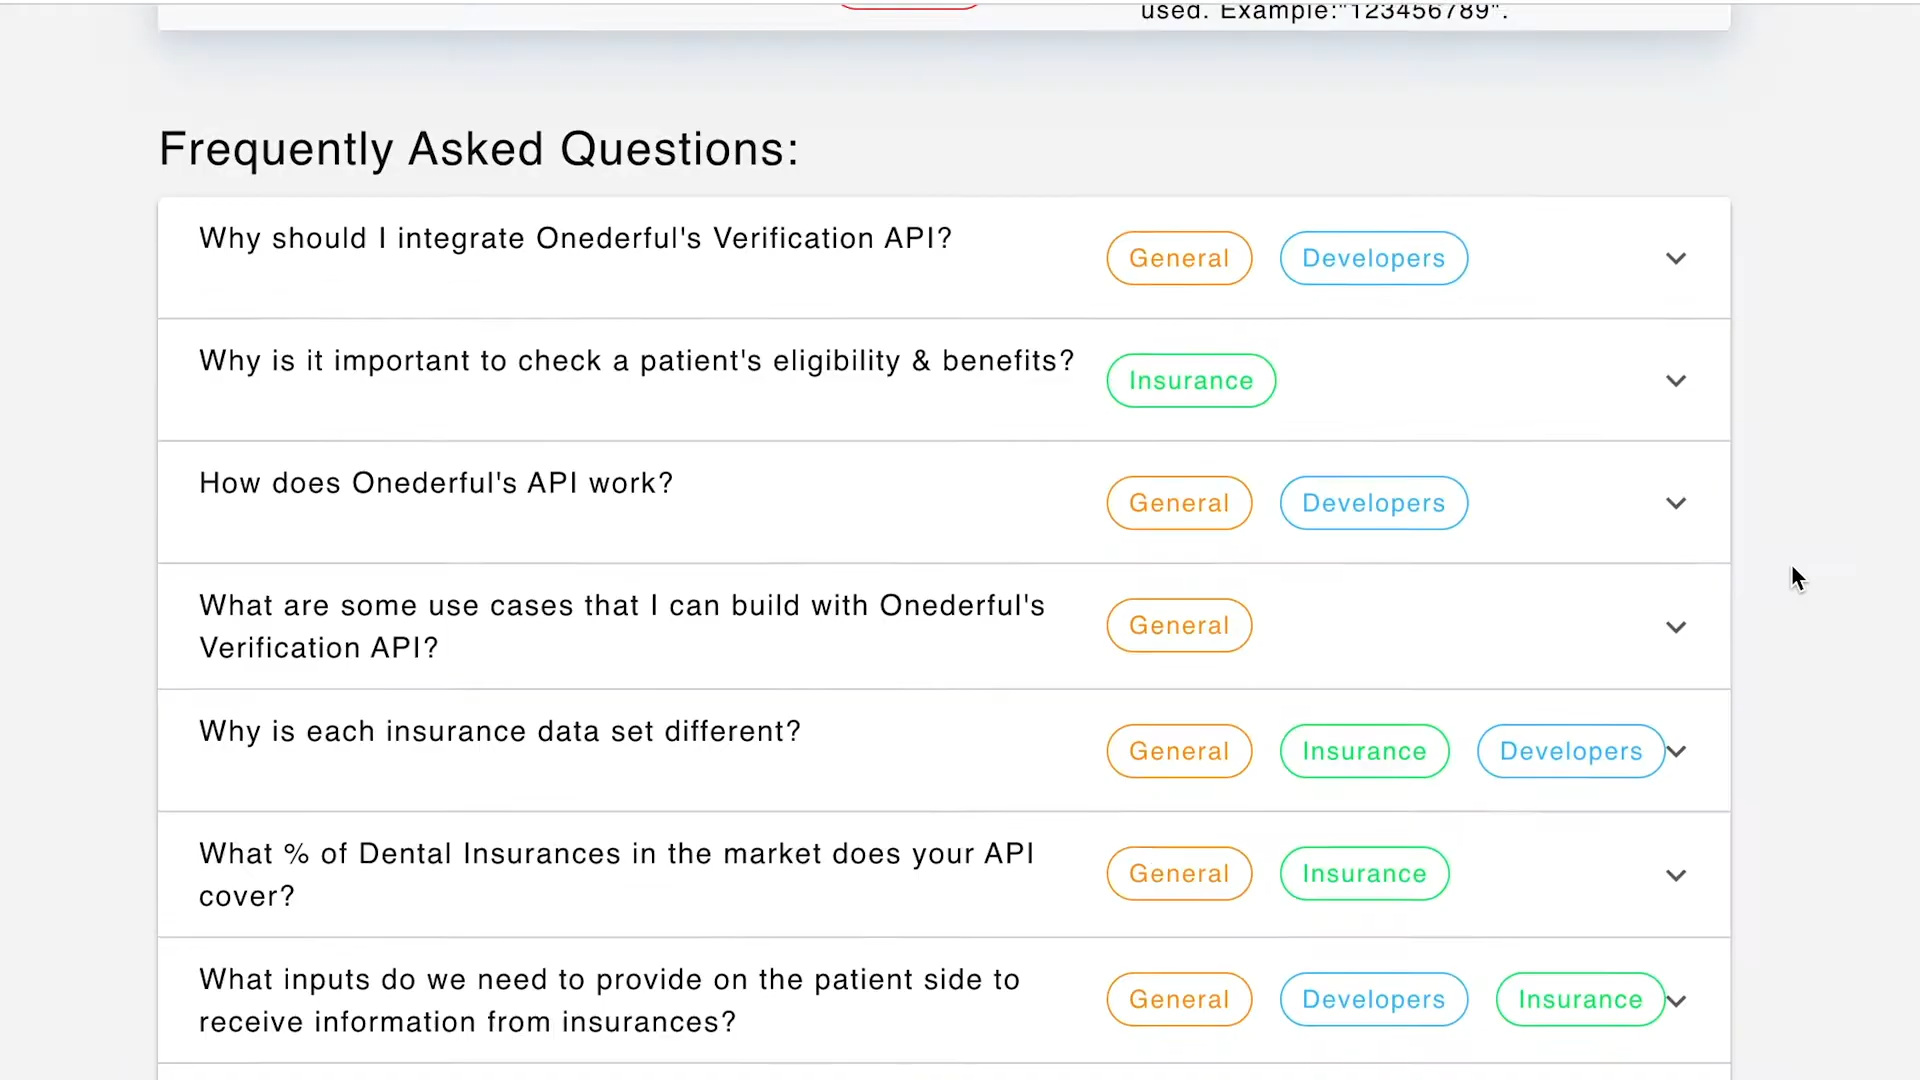 used. Example:"123456789".
Frequently Asked Questions:
Why should I integrate Onederful's Verification API?
General Developers
Why is it important to check a patient's eligibility & benefits?
Insurance
How does Onederful's API work?
General Developers
What are some use cases that I can build with Onederful's
Verification API?
General
Why is each insurance data set different?
General Insurance Developers
What % of Dental Insurances in the market does your API
cover?
General Insurance
What inputs do we need to provide on the patient side to
receive information from insurances?
General Developers Insurance